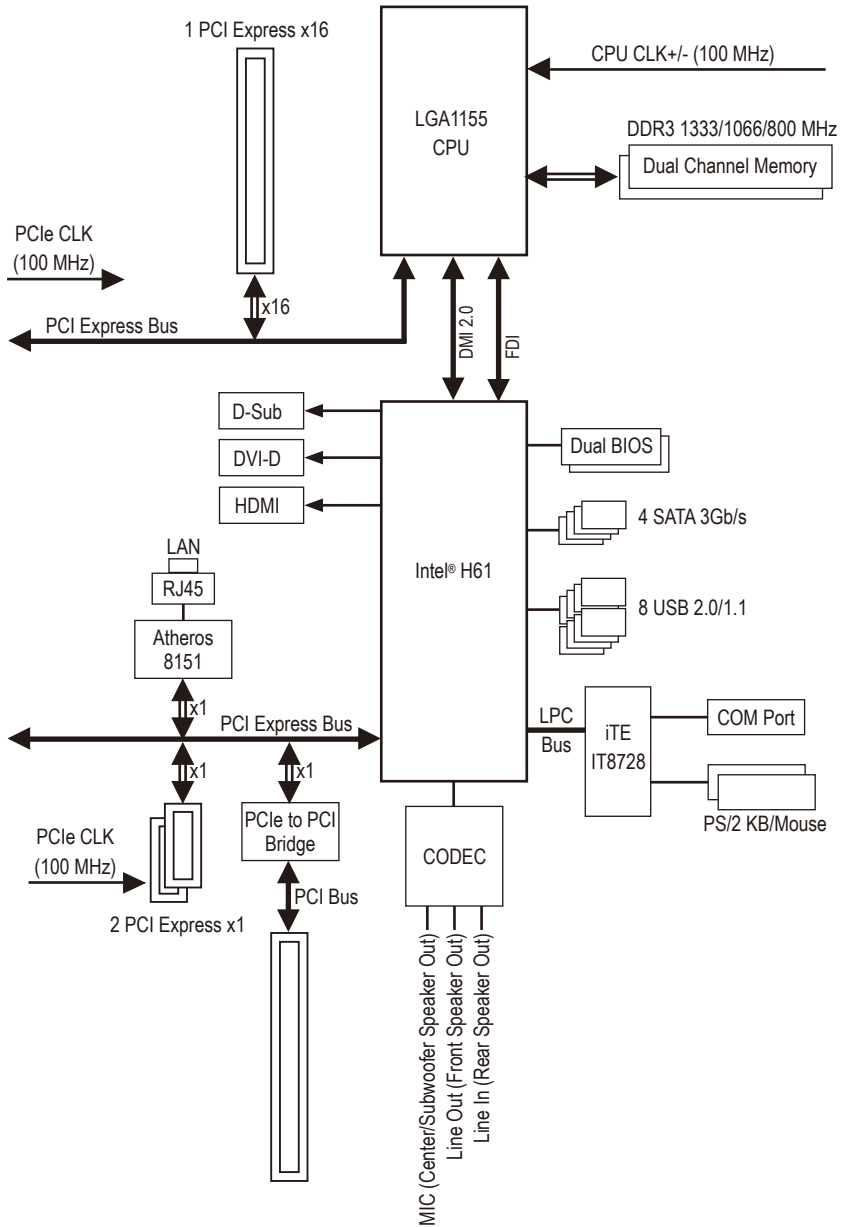 1 PCI Express x16
CPU CLK+/- (100 MHz)
LGA1155
CPU
DDR3 1333/1066/800 MHz
Dual Channel Memory
PCIe CLK
(100 MHz)
x16
PCI Express Bus
DMI 2.0
FDI
D-Sub
DVI-D
HDMI
Dual BIOS
4 SATA 3Gb/s
Intel® H61
8 USB 2.0/1.1
LAN
RJ45
Atheros
8151
x1
PCI Express Bus
LPC
Bus
iTE
IT8728
COM Port
PS/2 KB/Mouse
x1
x1
PCIe CLK
(100 MHz)
2 PCI Express x1
PCIe to PCI
Bridge
PCI Bus
CODEC
MIC (Center/Subwoofer Speaker Out)
Line Out (Front Speaker Out)
Line In (Rear Speaker Out)